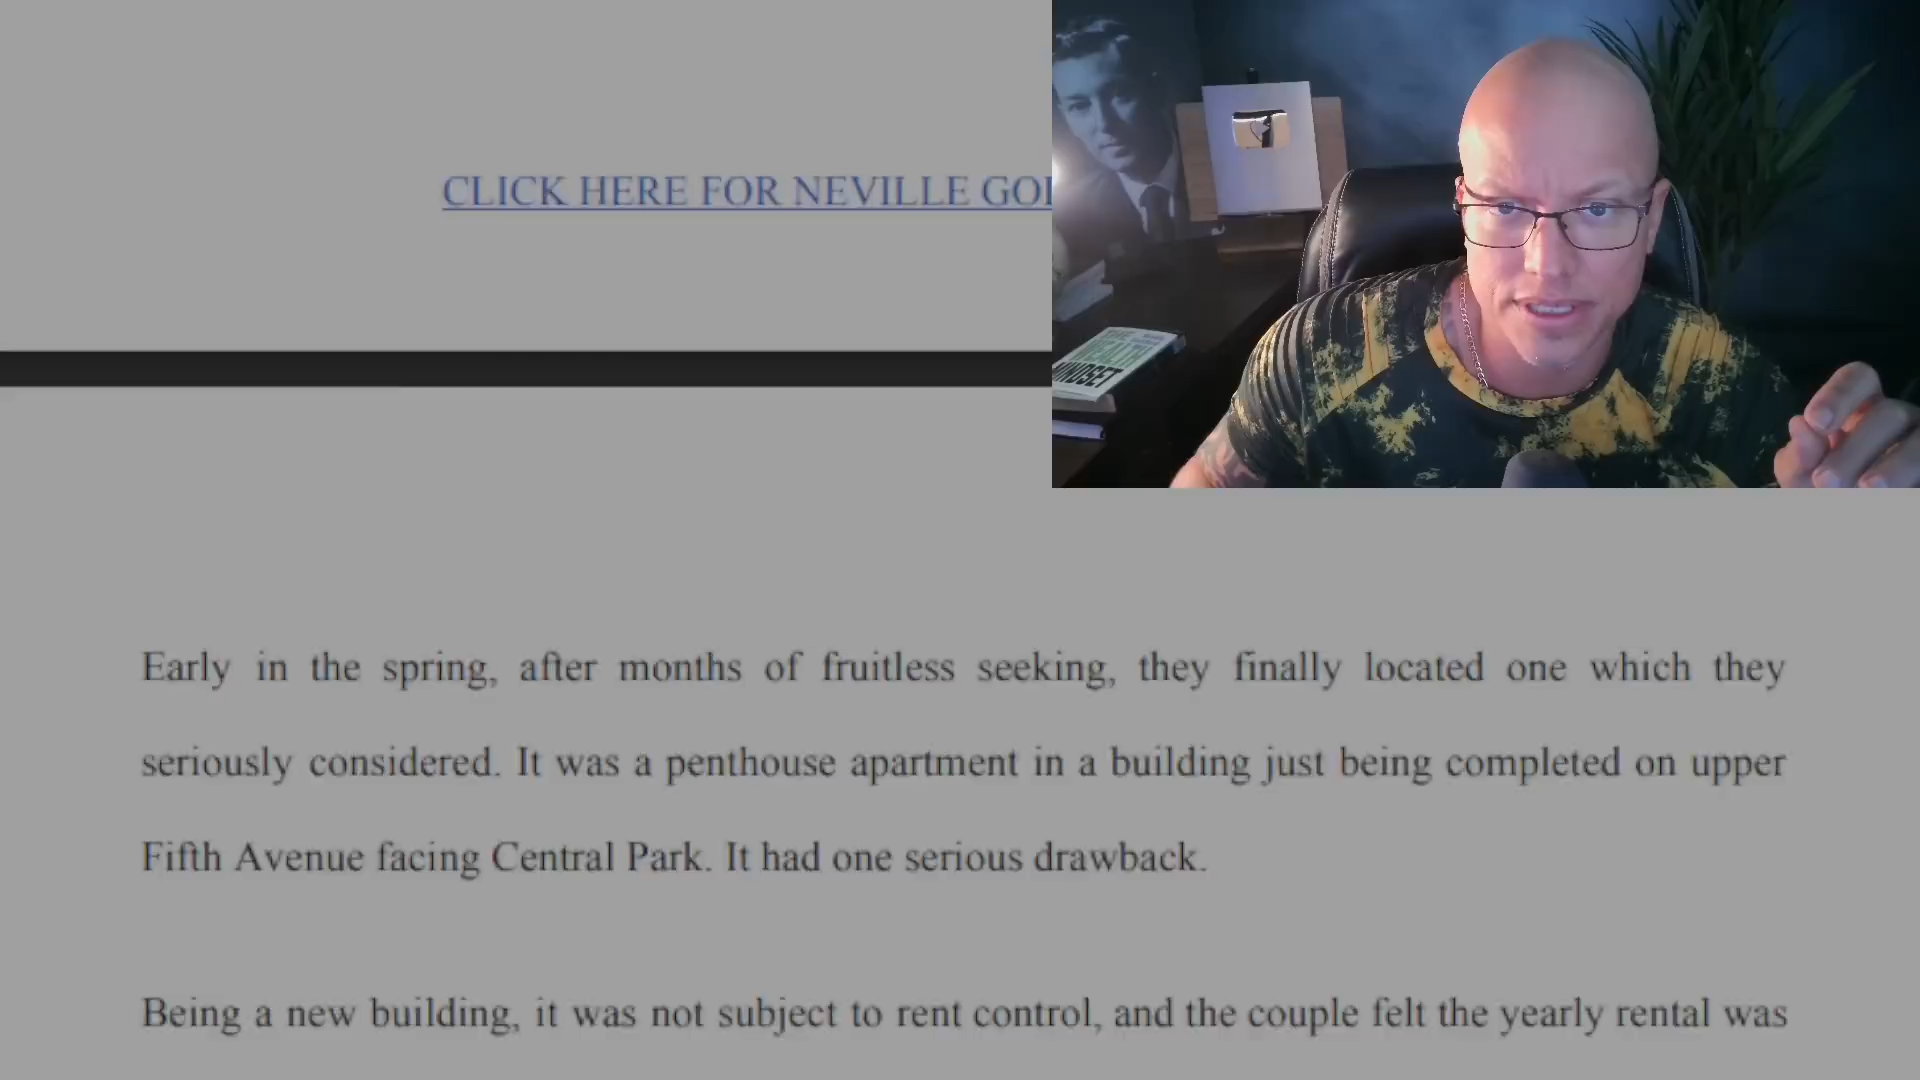 CLICK HERE FOR NEVILLE
MINDSET
Early in the spring, after months of fruitless seeking, they finally located one which they
seriously considered. It was a penthouse apartment in a building just being completed on upper
Fifth Avenue facing Central Park. It had one serious drawback.
Being a new building, it was not subject to rent control, and the couple felt the yearly rental was